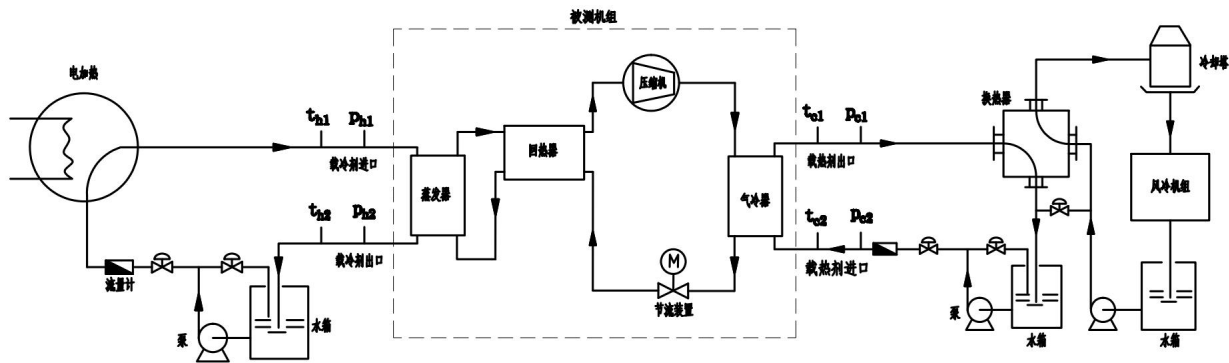 被测机组
电加热
压缩机
冷却塔
换热器
t_h1
p_h1
t_c1
p_c1
回热器
载冷剂进口
载热剂出口
蒸发器
气冷器
风冷机组
t_h2
p_h2
t_c2
p_c2
载冷剂出口
载热剂进口
M
流量计
节流装置
泵
水箱
泵
水箱
水箱